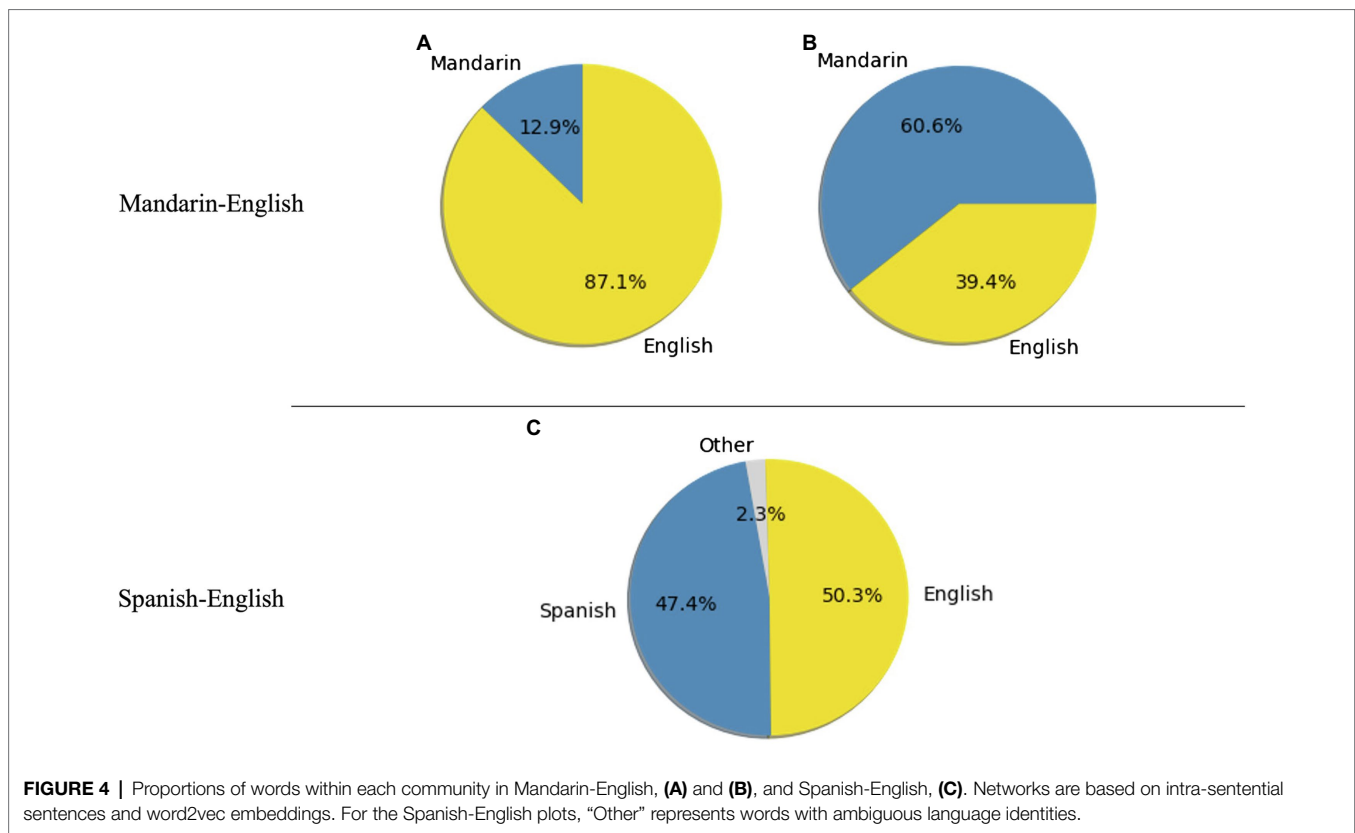 A
Mandarin
12.9%
87.1%
English
B
Mandarin
60.6%
39.4%
English
Mandarin-English
C
Other
2.3%
Spanish
47.4%
50.3%
English
Spanish-English
FIGURE 4 | Proportions of words within each community in Mandarin-English, (A) and (B), and Spanish-English, (C). Networks are based on intra-sentential
sentences and word2vec embeddings. For the Spanish-English plots, “Other” represents words with ambiguous language identities.